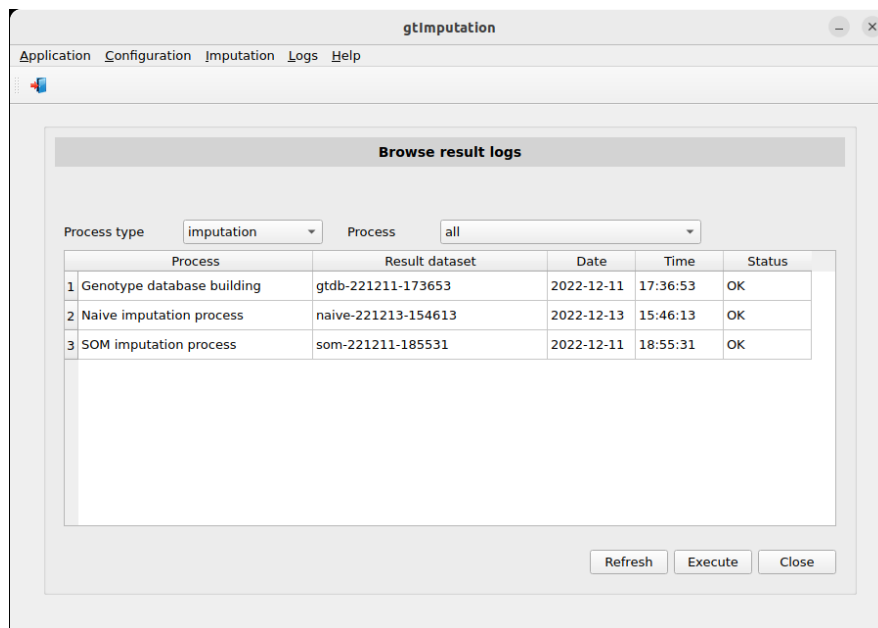 gtImputation
Application Configuration Imputation Logs Help
Browse result logs
Process type imputation Process all
Process Result dataset Date Time Status
1 Genotype database building gtdb-221211-173653 2022-12-11 17:36:53 OK
2 Naive imputation process naive-221213-154613 2022-12-13 15:46:13 OK
3 SOM imputation process som-221211-185531 2022-12-11 18:55:31 OK
Refresh Execute Close